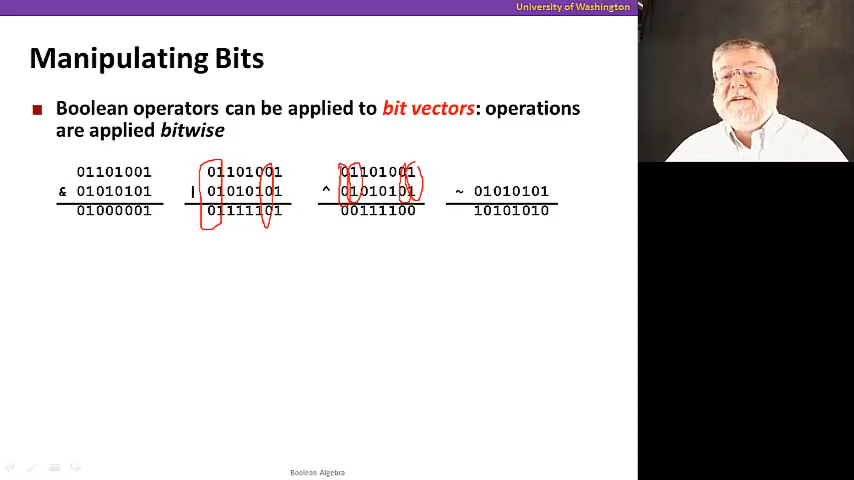 University of Washington
Manipulating Bits
Boolean operators can be applied to bit vectors: operations
are applied bitwise
01101001 01101001 01101001
& 01010101 | 01010101 ^ 01010101 ~ 01010101
01000001 01111101 00111100 10101010
Boolean Algebra